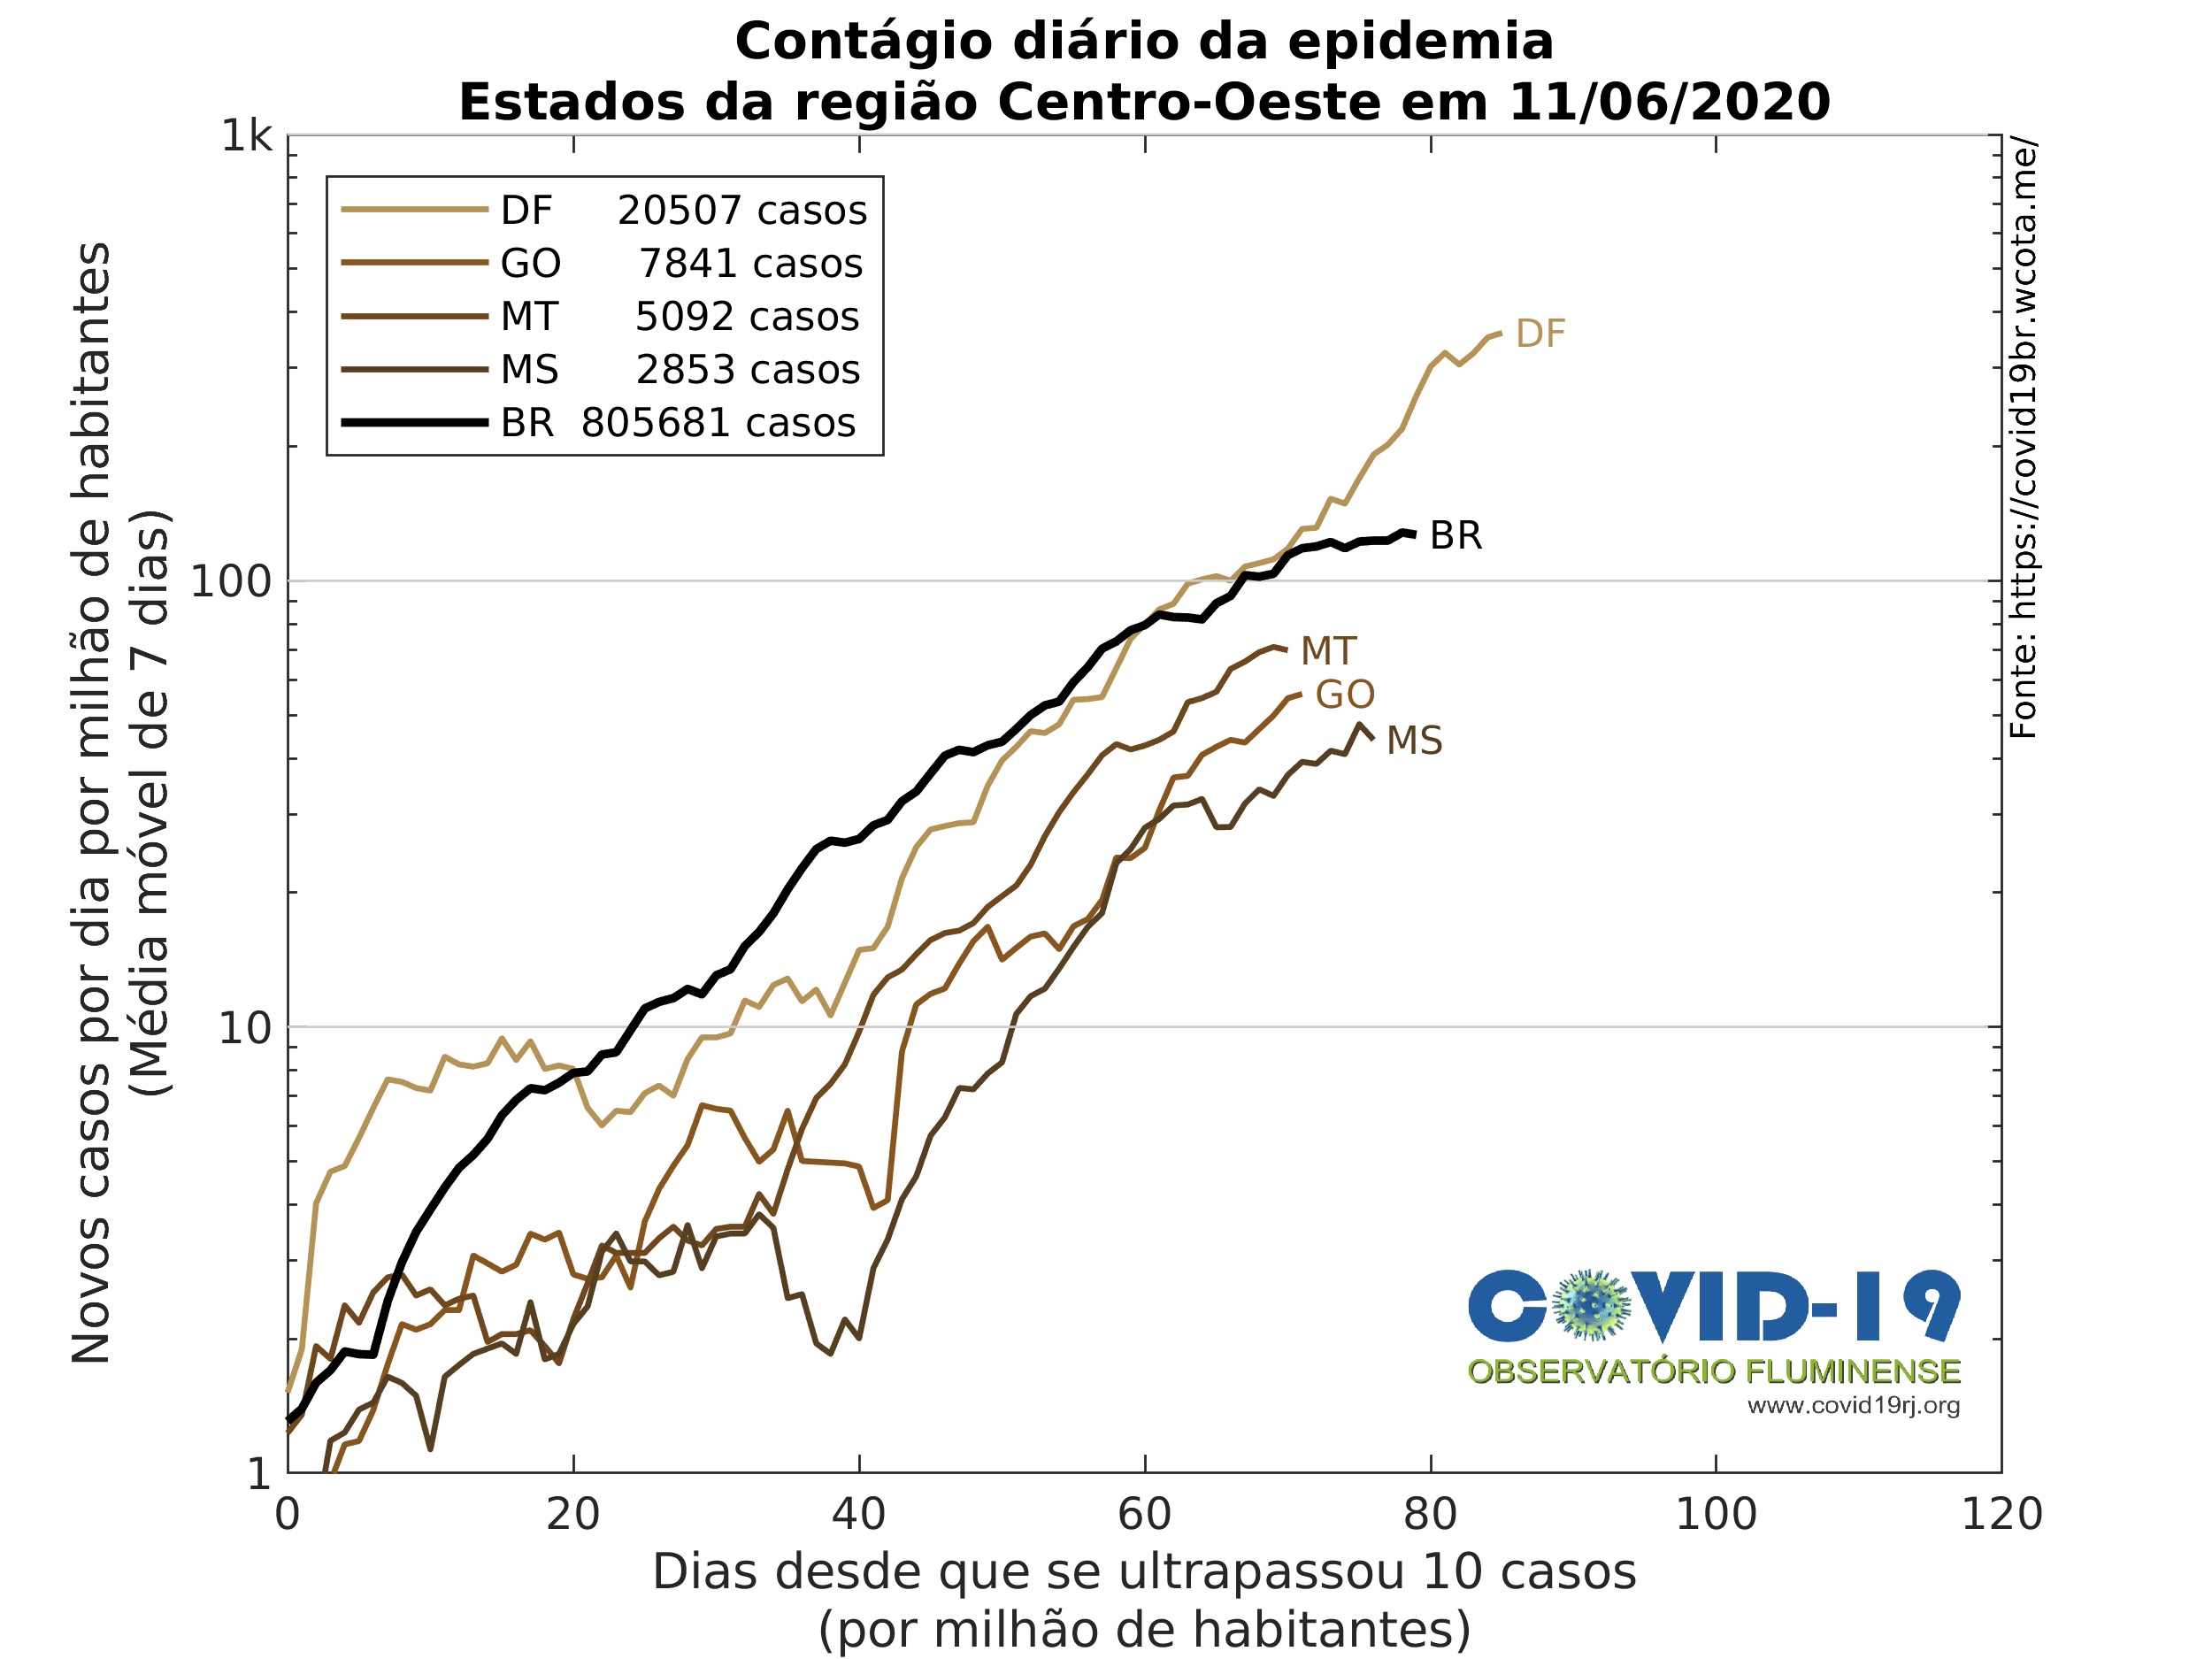 Contágio diário da epidemia
Estados da região Centro-Oeste em 11/06/2020
Novos casos por dia por milhão de habitantes
(Média móvel de 7 dias)
1k
100
10
1
DF 20507 casos
GO 7841 casos
MT 5092 casos
MS 2853 casos
BR 805681 casos
DF
BR
MT
GO
MS
Fonte: https://covid19br.wcota.me/
COVID-19
OBSERVATÓRIO FLUMINENSE
www.covid19rj.org
0 20 40 60 80 100 120
Dias desde que se ultrapassou 10 casos
(por milhão de habitantes)